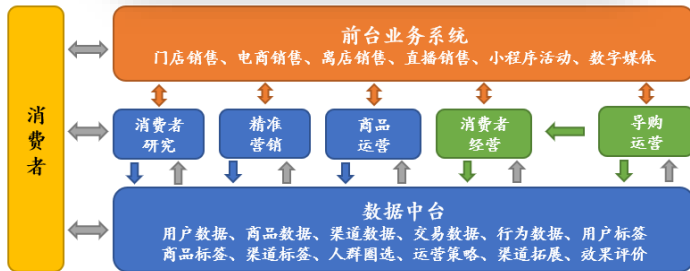 前台业务系统
门店销售、电商销售、离店销售、直播销售、小程序活动、数字媒体
消费者
消费者
研究
精准
营销
商品
运营
消费者
经营
导购
运营
数据中台
用户数据、商品数据、渠道数据、交易数据、行为数据、用户标签
商品标签、渠道标签、人群圈选、运营策略、渠道拓展、效果评价